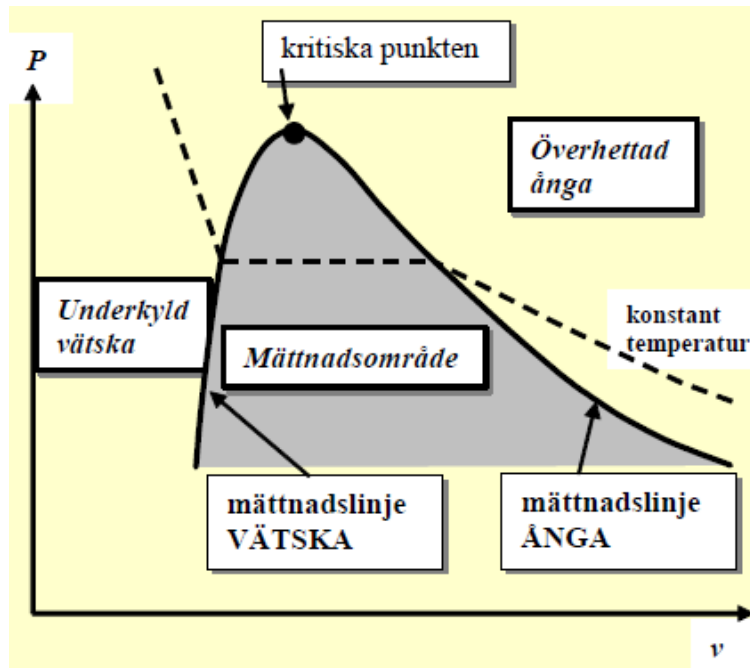 kritiska punkten
P
Överhettad
ånga
Underkyld
vätska
konstant
temperatur
Mättnadsområde
mättnadslinje
VÄTSKA
mättnadslinje
ÅNGA
v